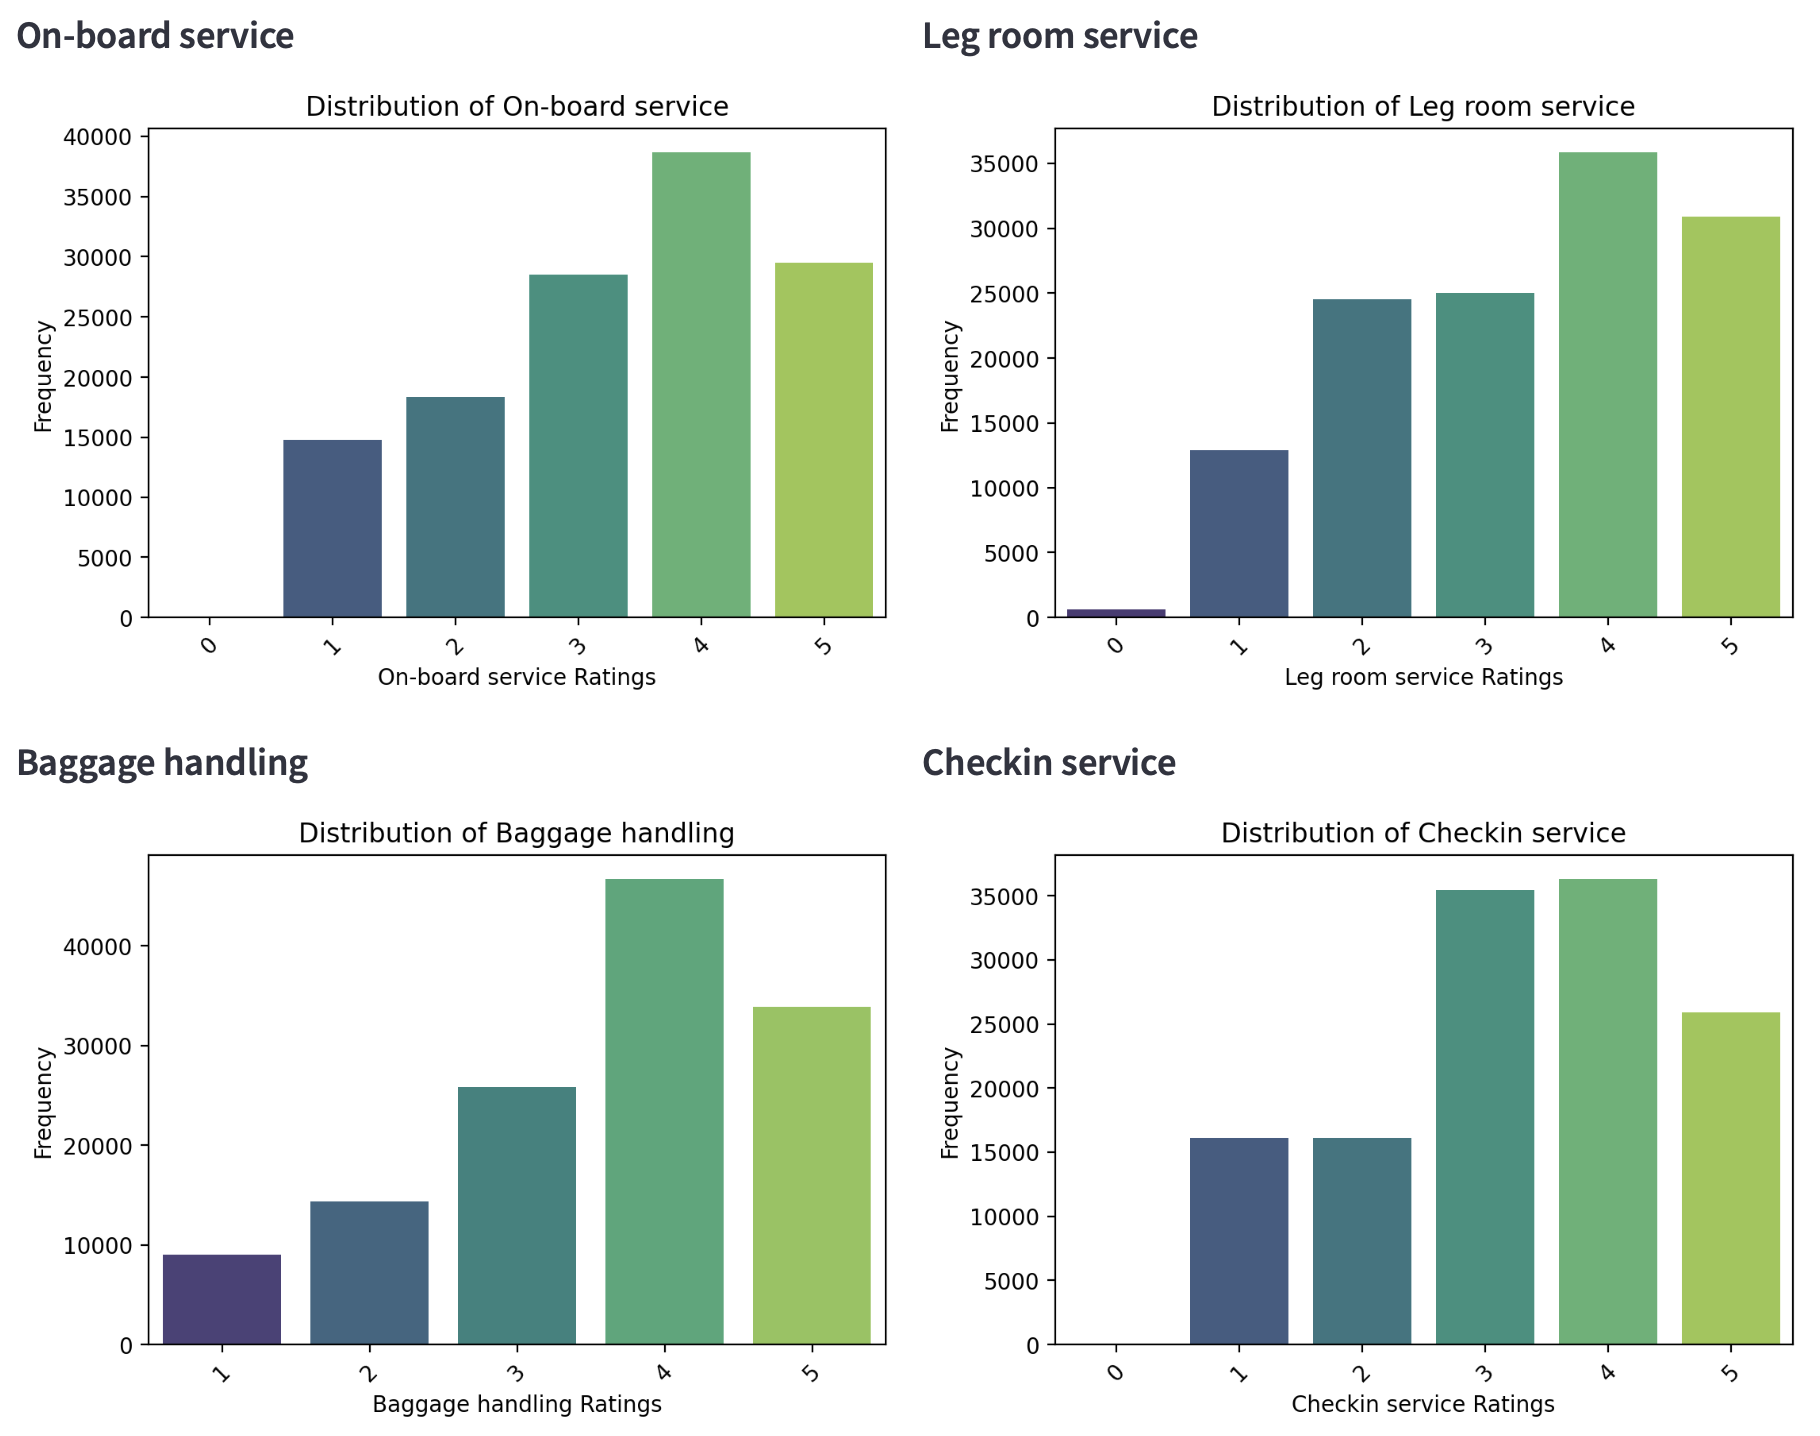 On-board service
Distribution of On-board service
40000
35000
30000
25000
20000
15000
10000
5000
0
Frequency
0 1 2 3 4 5
On-board service Ratings
Leg room service
Distribution of Leg room service
35000
30000
25000
20000
15000
10000
5000
0
Frequency
0 1 2 3 4 5
Leg room service Ratings
Baggage handling
Distribution of Baggage handling
40000
30000
20000
10000
0
Frequency
1 2 3 4 5
Baggage handling Ratings
Checkin service
Distribution of Checkin service
35000
30000
25000
20000
15000
10000
5000
0
Frequency
0 1 2 3 4 5
Checkin service Ratings